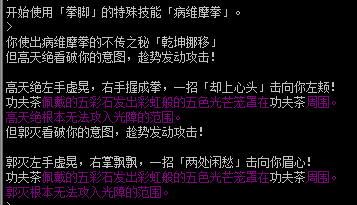 开始使用「拳脚」的特殊技能「病维摩拳」。
>
你使出病维摩拳的不传之秘「乾坤挪移」
但高天绝看破你的意图，趁势发动攻击！
高天绝左手虚晃，右手握成拳，一招「却上心头」击向你左颊！
功夫茶佩戴的五彩石发出彩虹般的五色光芒笼罩在功夫茶周围。
高天绝根本无法攻入光障的范围。
但郭灭看破你的意图，趁势发动攻击！
郭灭左手虚晃，右掌飘飘，一招「两处闲愁」击向你眉心！
功夫茶佩戴的五彩石发出彩虹般的五色光芒笼罩在功夫茶周围。
郭灭根本无法攻入光障的范围。